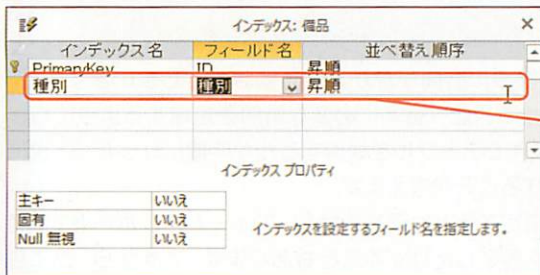 インデックス: 備品
インデックス名 フィールド名 並べ替え順序
PrimaryKey ID 昇順
種別 種別 昇順
インデックス プロパティ
主キー いいえ
固有 いいえ
Null 無視 いいえ
インデックスを設定するフィールド名を指定します。